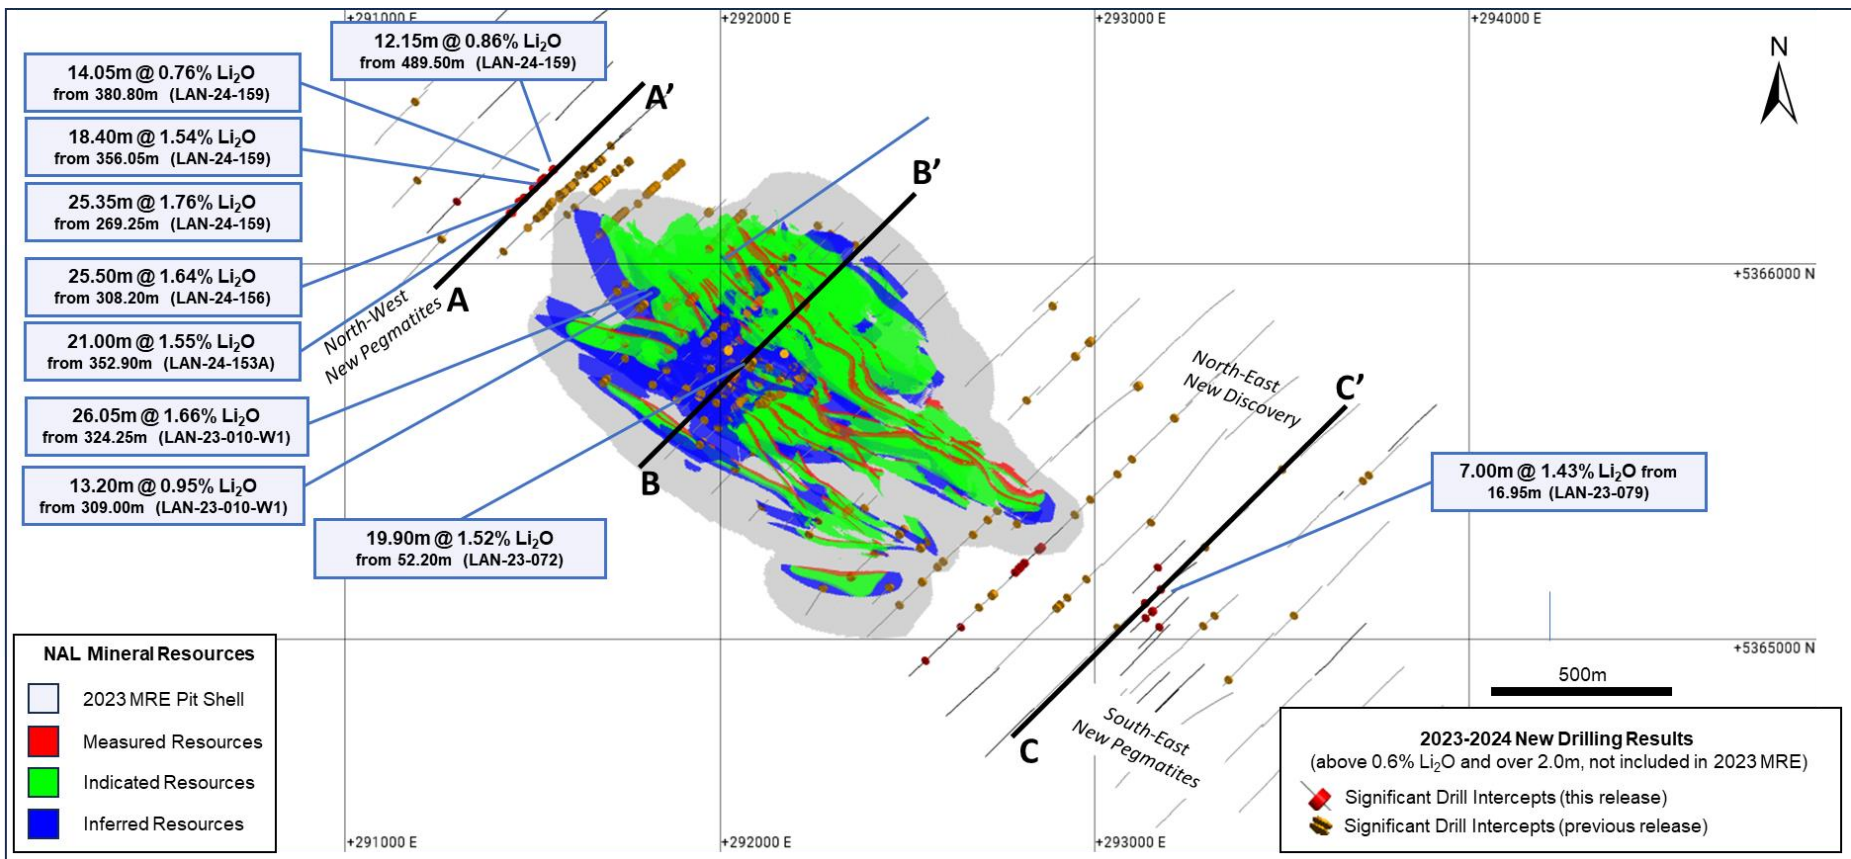 +291000 E
+292000 E
+293000 E
+294000 E
N
12.15m @ 0.86% Li₂O
from 489.50m (LAN-24-159)
14.05m @ 0.76% Li₂O
from 380.80m (LAN-24-159)
18.40m @ 1.54% Li₂O
from 356.05m (LAN-24-159)
25.35m @ 1.76% Li₂O
from 269.25m (LAN-24-159)
25.50m @ 1.64% Li₂O
from 308.20m (LAN-24-156)
21.00m @ 1.55% Li₂O
from 352.90m (LAN-24-153A)
26.05m @ 1.66% Li₂O
from 324.25m (LAN-23-010-W1)
13.20m @ 0.95% Li₂O
from 309.00m (LAN-23-010-W1)
19.90m @ 1.52% Li₂O
from 52.20m (LAN-23-072)
7.00m @ 1.43% Li₂O from
16.95m (LAN-23-079)
A'
A
B'
B
C'
C
North-West
New Pegmatites
North-East
New Discovery
South-East
New Pegmatites
+5366000 N
+5365000 N
500m
NAL Mineral Resources
2023 MRE Pit Shell
Measured Resources
Indicated Resources
Inferred Resources
2023-2024 New Drilling Results
(above 0.6% Li₂O and over 2.0m, not included in 2023 MRE)
Significant Drill Intercepts (this release)
Significant Drill Intercepts (previous release)
+291000 E
+292000 E
+293000 E
+294000 E